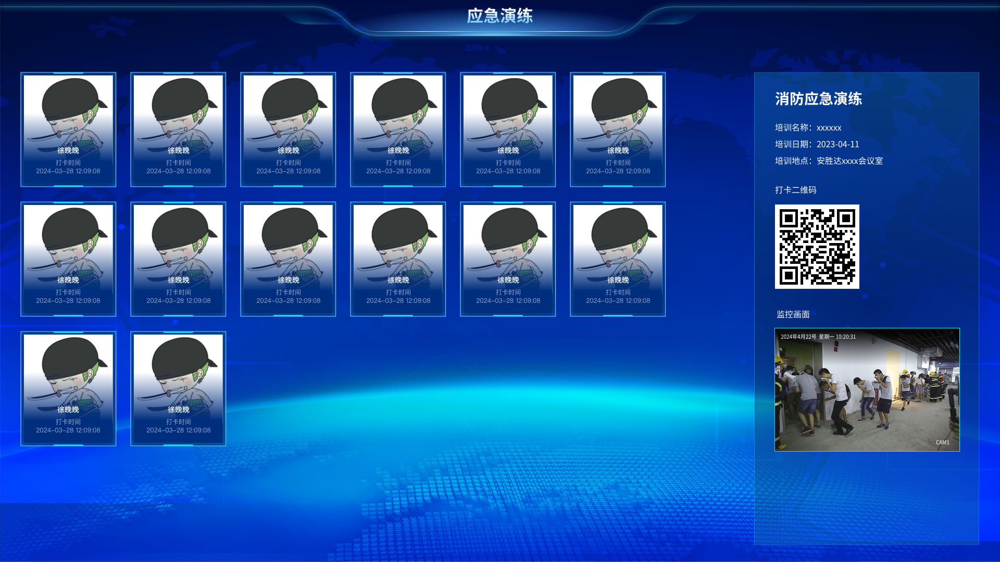 应急演练
徐晚晚
打卡时间
2024-03-28 12:09:08
徐晚晚
打卡时间
2024-03-28 12:09:08
徐晚晚
打卡时间
2024-03-28 12:09:08
徐晚晚
打卡时间
2024-03-28 12:09:08
徐晚晚
打卡时间
2024-03-28 12:09:08
徐晚晚
打卡时间
2024-03-28 12:09:08
徐晚晚
打卡时间
2024-03-28 12:09:08
徐晚晚
打卡时间
2024-03-28 12:09:08
徐晚晚
打卡时间
2024-03-28 12:09:08
徐晚晚
打卡时间
2024-03-28 12:09:08
徐晚晚
打卡时间
2024-03-28 12:09:08
徐晚晚
打卡时间
2024-03-28 12:09:08
徐晚晚
打卡时间
2024-03-28 12:09:08
徐晚晚
打卡时间
2024-03-28 12:09:08
消防应急演练
培训名称：xxxxxx
培训日期：2023-04-11
培训地点：安胜达xxxx会议室
打卡二维码
监控画面
2024年4月22号 星期一 10:20:31
CAM1